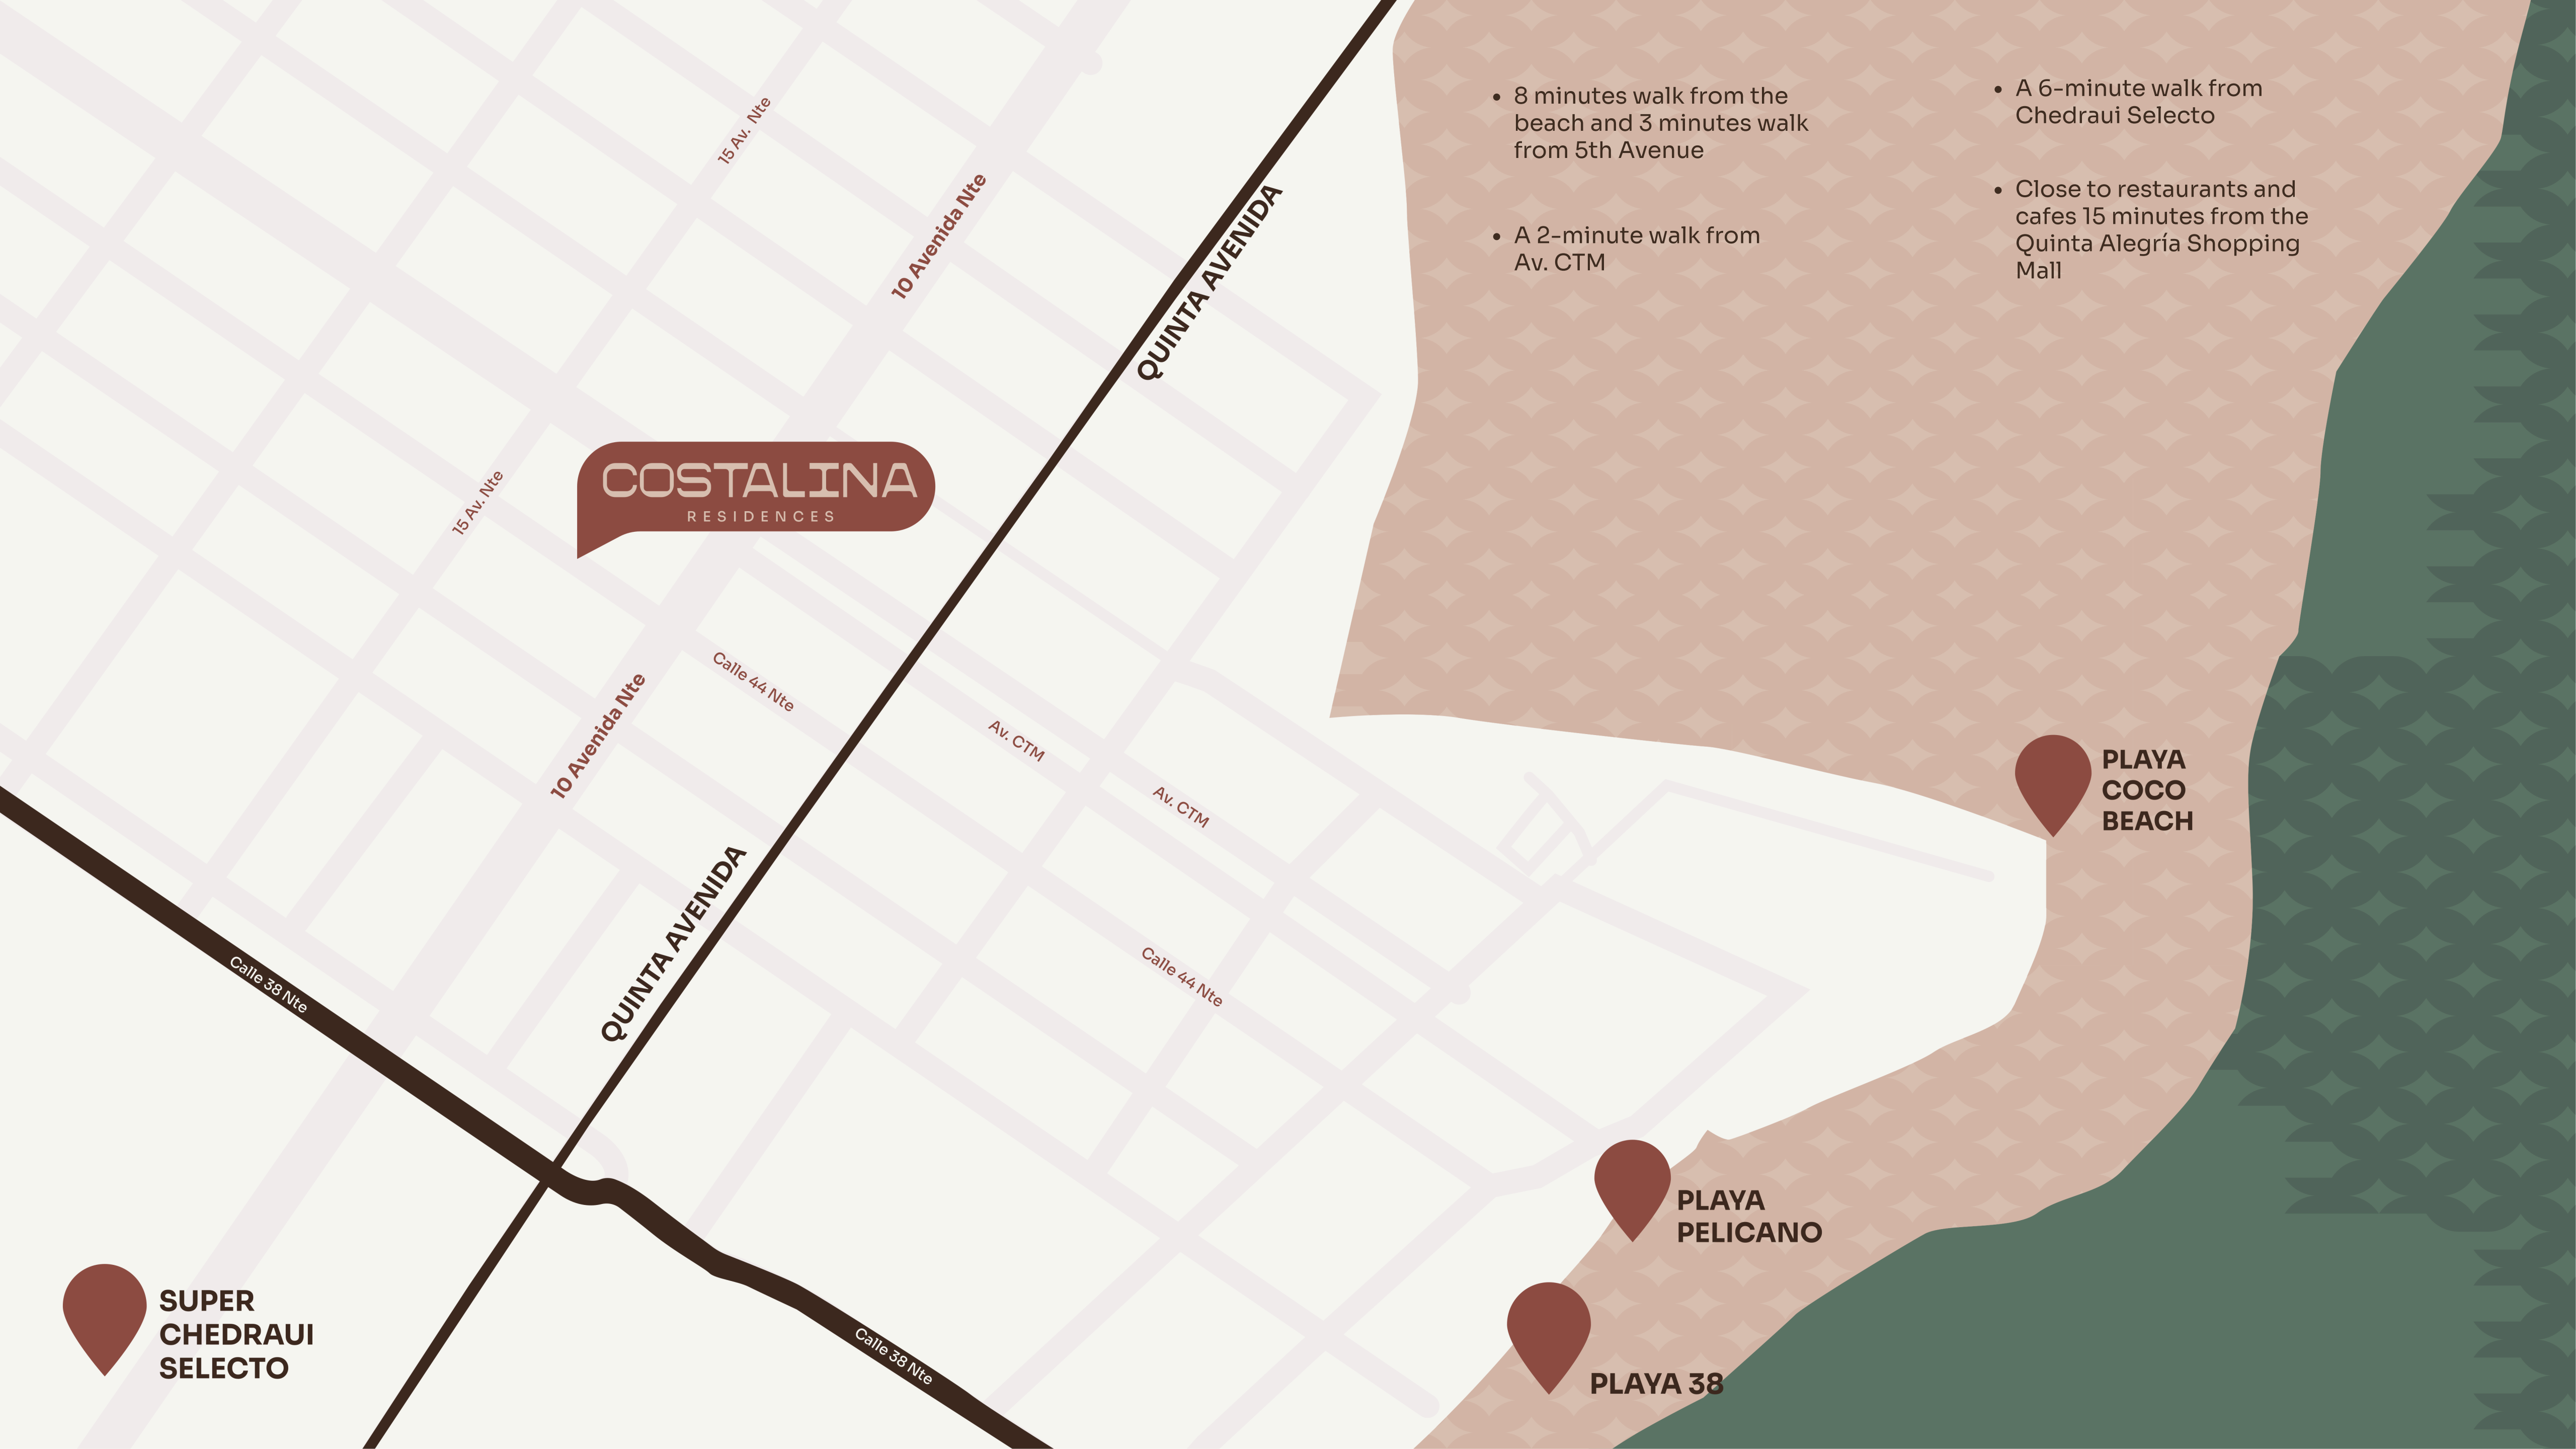 8 minutes walk from the
beach and 3 minutes walk
from 5th Avenue
A 2-minute walk from
Av. CTM
A 6-minute walk from
Chedraui Selecto
Close to restaurants and
cafes 15 minutes from the
Quinta Alegría Shopping
Mall
15 Av. Nte
10 Avenida Nte
QUINTA AVENIDA
COSTALINA
RESIDENCES
15 Av. Nte
Calle 44 Nte
10 Avenida Nte
Av. CTM
Av. CTM
PLAYA
COCO
BEACH
QUINTA AVENIDA
Calle 44 Nte
Calle 38 Nte
PLAYA
PELICANO
SUPER
CHEDRAUI
SELECTO
Calle 38 Nte
PLAYA 38